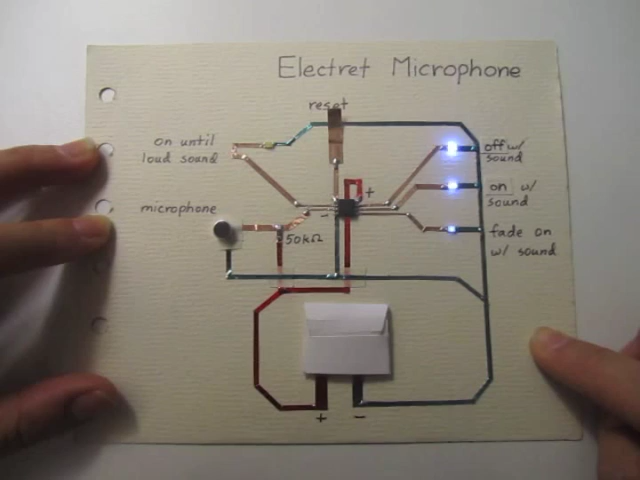 Electret Microphone
reset
on until
loud sound
off w/
sound
+
on w/
sound
microphone
-
50kΩ
fade on
w/ sound
+ -